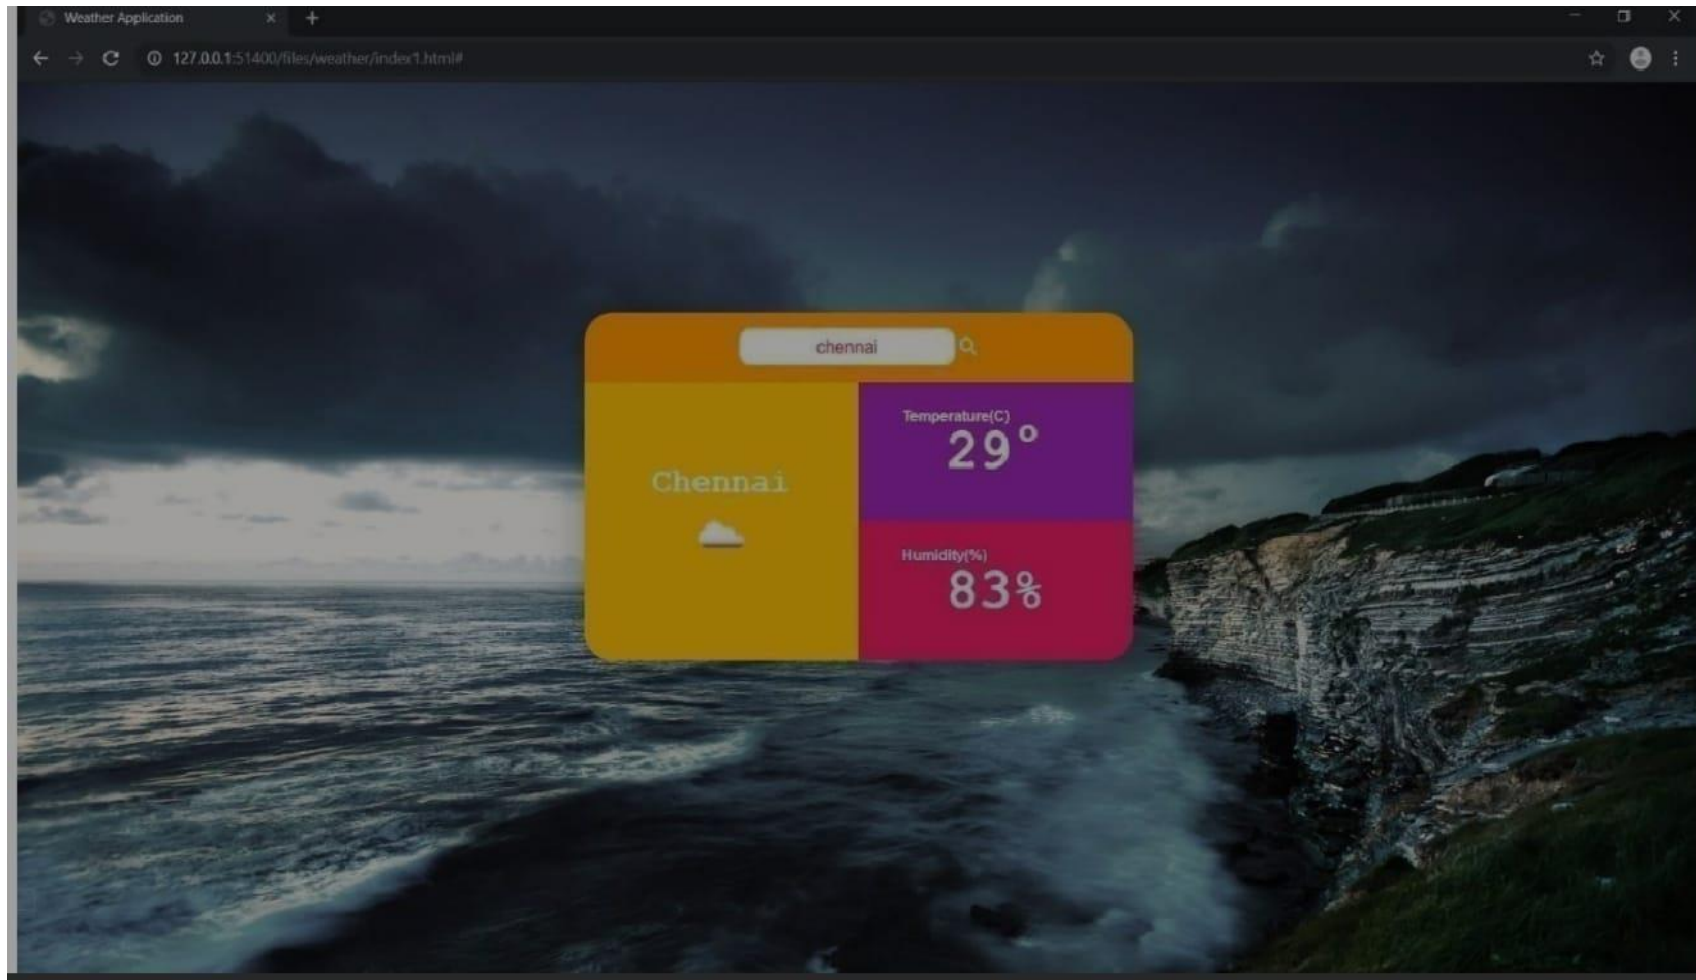 Weather Application
127.0.0.1:51400/files/weather/index1.html#
chennai
Chennai
Temperature(C)
29°
Humidity(%)
83%